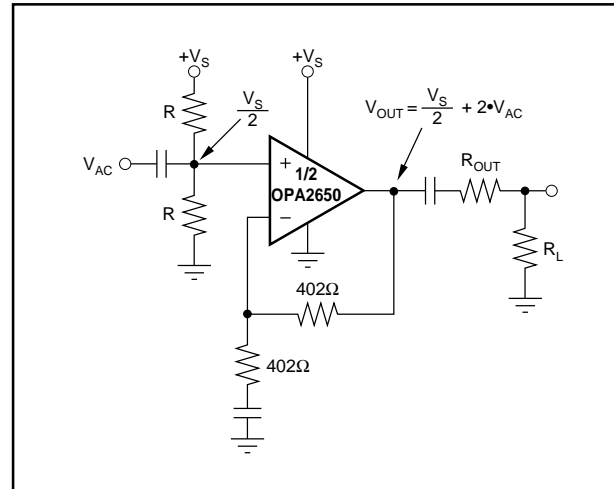 +V_S
+V_S
R
V_S/2
V_OUT = V_S/2 + 2•V_AC
V_AC
+
1/2
OPA2650
–
R
R_OUT
R_L
402Ω
402Ω